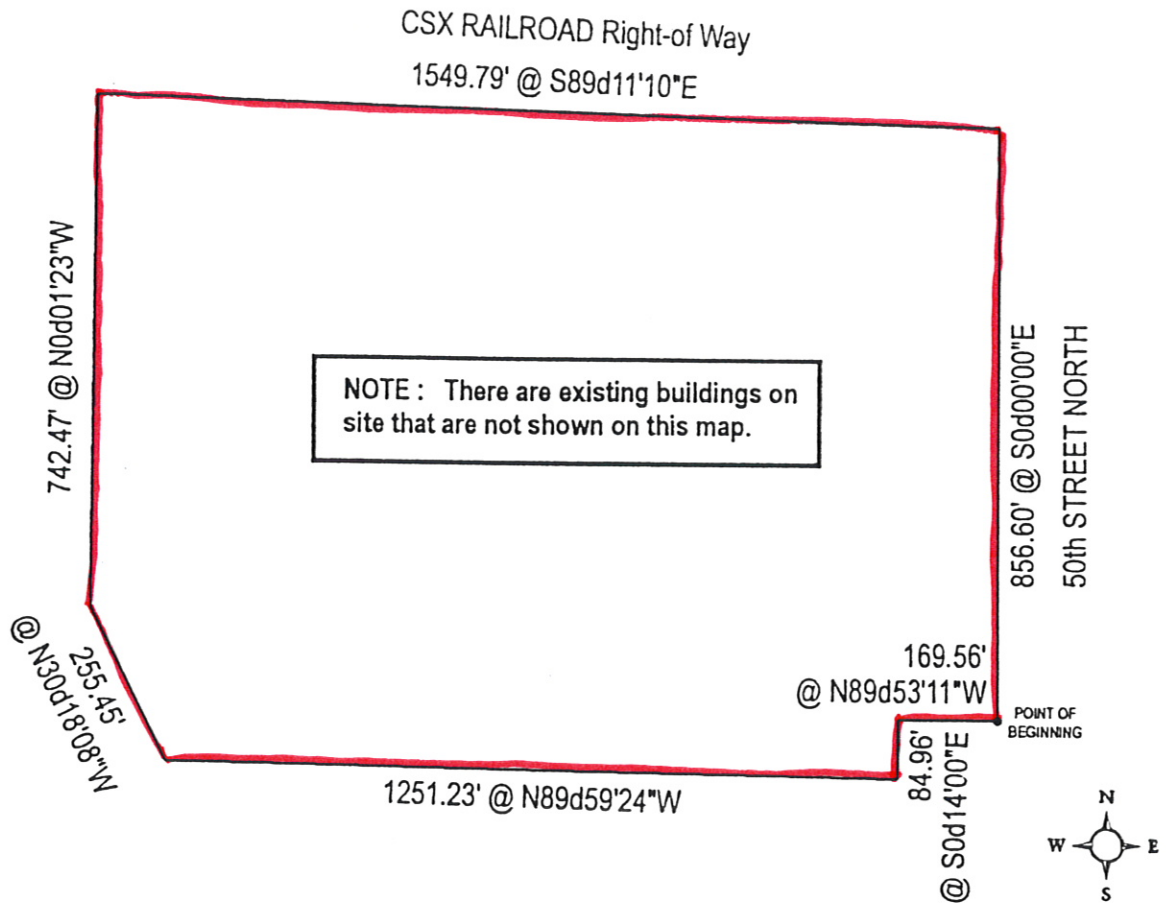 CSX RAILROAD Right-of Way
1549.79' @ S89d11'10"E
742.47' @ N0d01'23"W
NOTE : There are existing buildings on
site that are not shown on this map.
856.60' @ S0d00'00"E
50th STREET NORTH
169.56'
@ N89d53'11"W
POINT OF
BEGINNING
255.45'
@ N30d18'08"W
84.96'
@ S0d14'00"E
1251.23' @ N89d59'24"W
N
W
E
S